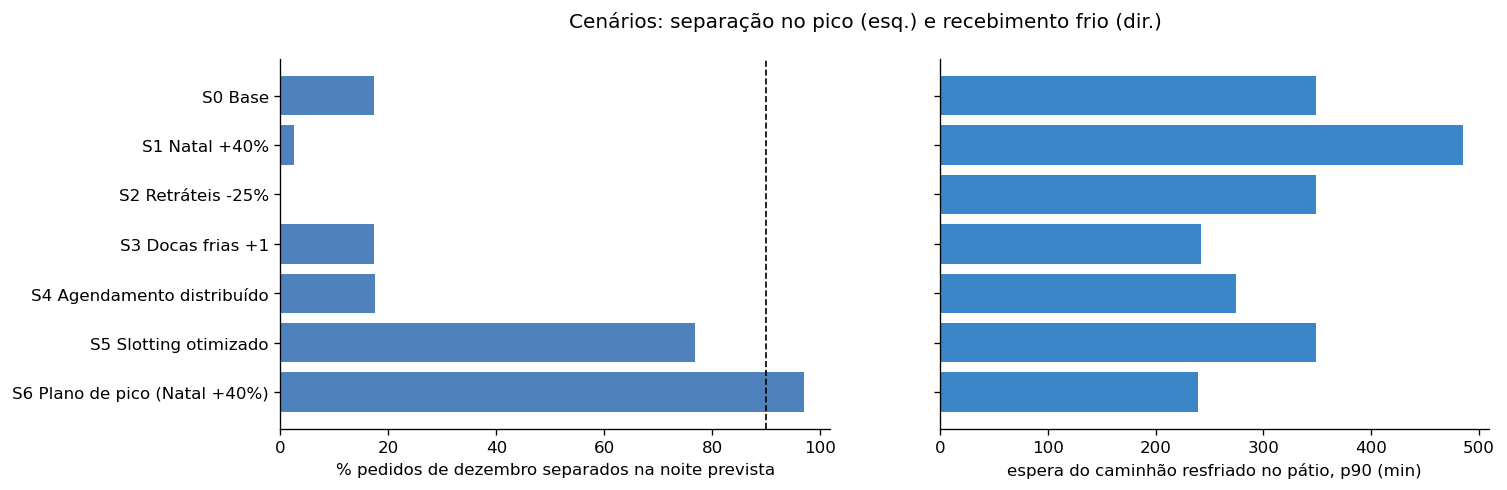 Cenários: separação no pico (esq.) e recebimento frio (dir.)
S0 Base
S1 Natal +40%
S2 Retráteis -25%
S3 Docas frias +1
S4 Agendamento distribuído
S5 Slotting otimizado
S6 Plano de pico (Natal +40%)
0 20 40 60 80 100
% pedidos de dezembro separados na noite prevista
0 100 200 300 400 500
espera do caminhão resfriado no pátio, p90 (min)